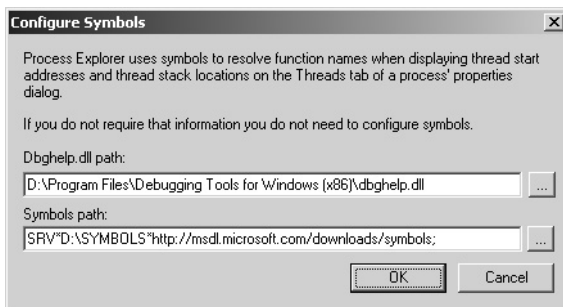 Configure Symbols
Process Explorer uses symbols to resolve function names when displaying thread start
addresses and thread stack locations on the Threads tab of a process' properties
dialog.
If you do not require that information you do not need to configure symbols.
Dbghelp.dll path:
D:\Program Files\Debugging Tools for Windows (x86)\dbghelp.dll
...
Symbols path:
SRV*D:\SYMBOLS*http://msdl.microsoft.com/downloads/symbols;
...
OK Cancel